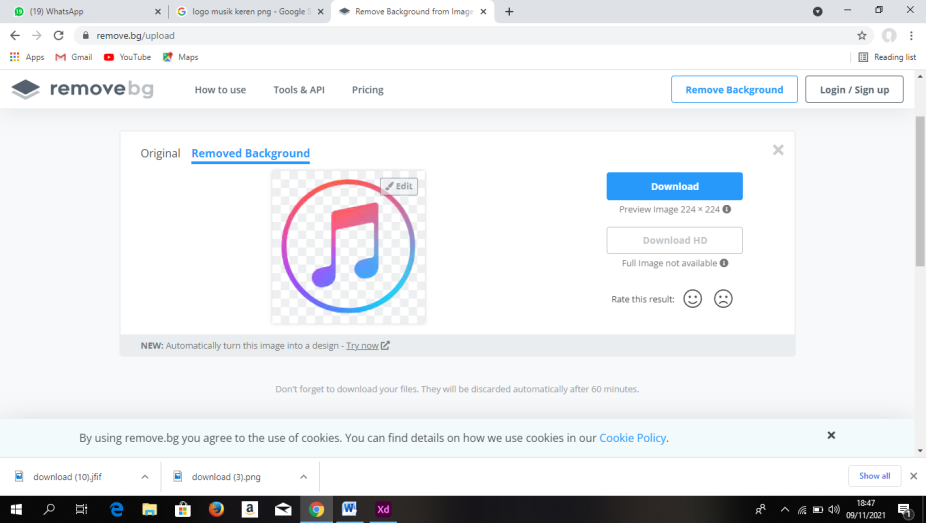 (19) WhatsApp
logo musik keren png - Google S
Remove Background from Image
remove.bg/upload
Apps
Gmail
YouTube
Maps
Reading list
removebg
How to use
Tools & API
Pricing
Remove Background
Login / Sign up
Original
Removed Background
Edit
Download
Preview Image 224 × 224
Download HD
Full Image not available
Rate this result:
NEW: Automatically turn this image into a design - Try now
Don't forget to download your files. They will be discarded automatically after 60 minutes.
By using remove.bg you agree to the use of cookies. You can find details on how we use cookies in our Cookie Policy.
download (10).jfif
download (3).png
Show all
Xd
18:47
09/11/2021